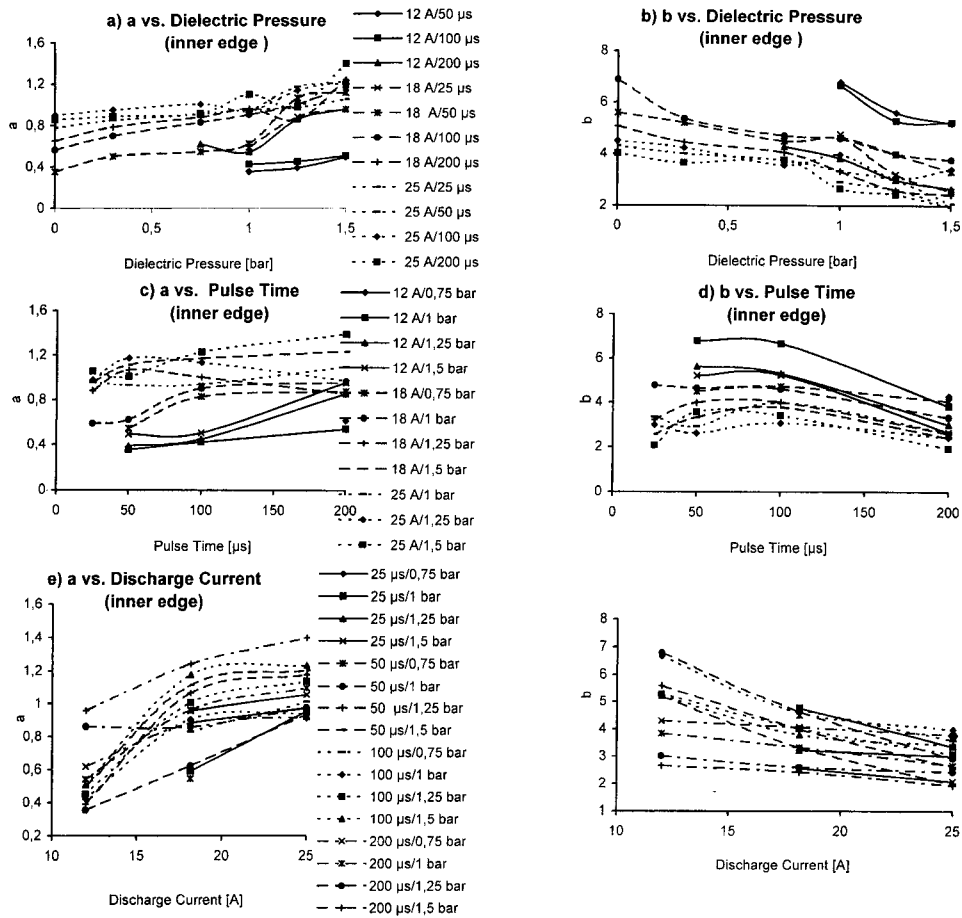 a) a vs. Dielectric Pressure
(inner edge )
1,6
1,2
0,8
0,4
0
a
0
0,5
1
1,5
Dielectric Pressure [bar]
12 A/50 µs
12 A/100 µs
12 A/200 µs
18 A/25 µs
18 A/50 µs
18 A/100 µs
18 A/200 µs
25 A/25 µs
25 A/50 µs
25 A/100 µs
25 A/200 µs
b) b vs. Dielectric Pressure
(inner edge )
8
6
4
2
b
0
0,5
1
1,5
Dielectric Pressure [bar]
c) a vs. Pulse Time
(inner edge)
1,6
1,2
0,8
0,4
0
a
0
50
100
150
200
Pulse Time [µs]
12 A/0,75 bar
12 A/1 bar
12 A/1,25 bar
12 A/1,5 bar
18 A/0,75 bar
18 A/1 bar
18 A/1,25 bar
18 A/1,5 bar
25 A/1 bar
25 A/1,25 bar
25 A/1,5 bar
d) b vs. Pulse Time
(inner edge)
8
6
4
2
0
b
0
50
100
150
200
Pulse Time [µs]
e) a vs. Discharge Current
(inner edge)
1,6
1,4
1,2
1
0,8
0,6
0,4
0,2
a
10
15
20
25
Discharge Current [A]
25 µs/0,75 bar
25 µs/1 bar
25 µs/1,25 bar
25 µs/1,5 bar
50 µs/0,75 bar
50 µs/1 bar
50 µs/1,25 bar
50 µs/1,5 bar
100 µs/0,75 bar
100 µs/1 bar
100 µs/1,25 bar
100 µs/1,5 bar
200 µs/0,75 bar
200 µs/1 bar
200 µs/1,25 bar
200 µs/1,5 bar
8
7
6
5
4
3
2
1
b
10
15
20
25
Discharge Current [A]